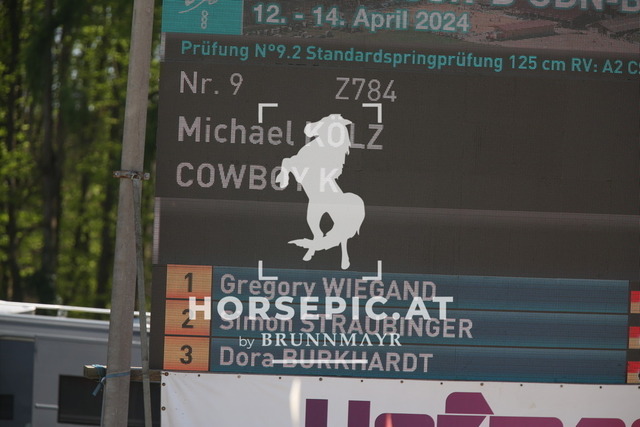 12. - 14. April 2024
Prüfung N°9.2 Standardspringprüfung 125 cm RV: A2
Nr. 9 Z784
Michael KOLZ
COWBOY K
1 Gregory WIEGAND
HORSEPIC.AT
2 Simon STRAUBINGER
by BRUNNMAYR
3 Dora BURKHARDT